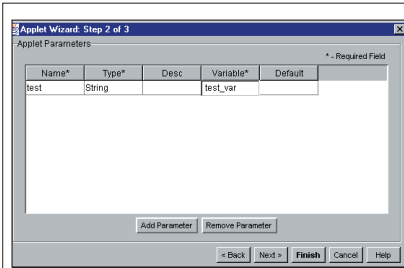 Applet Wizard: Step 2 of 3
Applet Parameters
* - Required Field
Name* Type* Desc Variable* Default
test String test_var
Add Parameter Remove Parameter
« Back Next » Finish Cancel Help